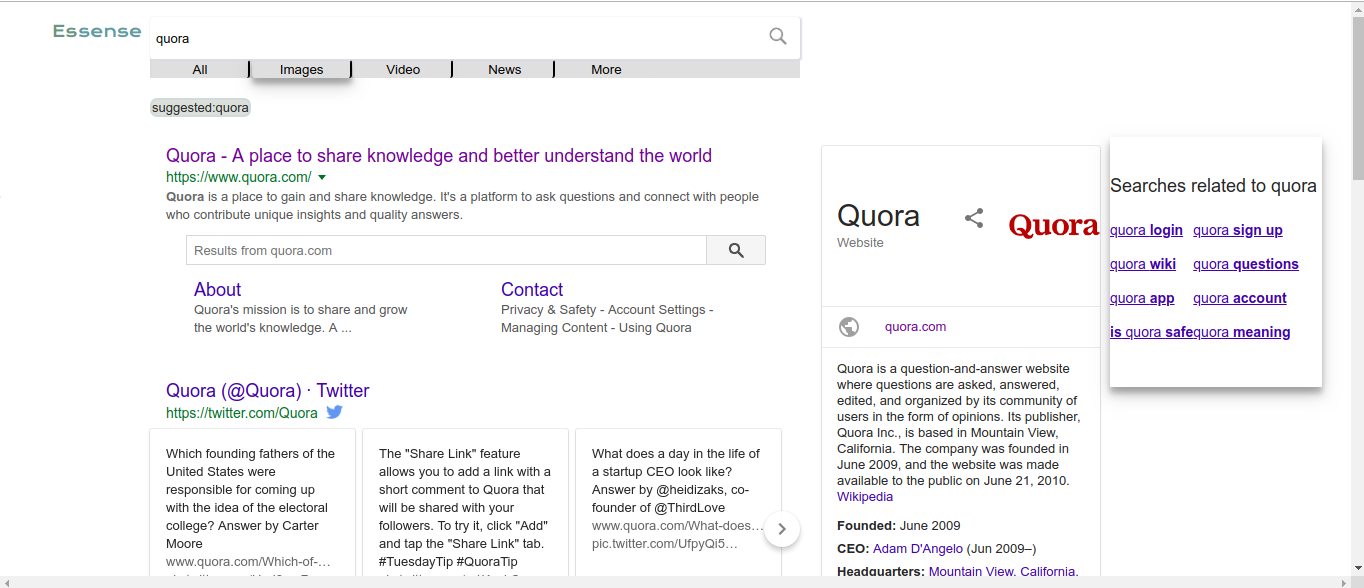 Essense
quora
All Images Video News More
suggested:quora
Quora - A place to share knowledge and better understand the world
https://www.quora.com/
Quora is a place to gain and share knowledge. It's a platform to ask questions and connect with people
who contribute unique insights and quality answers.
Results from quora.com
About
Quora's mission is to share and grow
the world's knowledge. A ...
Contact
Privacy & Safety - Account Settings -
Managing Content - Using Quora
Quora (@Quora) · Twitter
https://twitter.com/Quora
Which founding fathers of the
United States were
responsible for coming up
with the idea of the electoral
college? Answer by Carter
Moore
www.quora.com/Which-of-…
The "Share Link" feature
allows you to add a link with a
short comment to Quora that
will be shared with your
followers. To try it, click "Add"
and tap the "Share Link" tab.
#TuesdayTip #QuoraTip
What does a day in the life of
a startup CEO look like?
Answer by @heidizaks, co-
founder of @ThirdLove
www.quora.com/What-does…
pic.twitter.com/UfpyQi5…
Quora
Website
Quora
quora.com
Quora is a question-and-answer website
where questions are asked, answered,
edited, and organized by its community of
users in the form of opinions. Its publisher,
Quora Inc., is based in Mountain View,
California. The company was founded in
June 2009, and the website was made
available to the public on June 21, 2010.
Wikipedia
Founded: June 2009
CEO: Adam D'Angelo (Jun 2009–)
Headquarters: Mountain View, California,
Searches related to quora
quora login quora sign up
quora wiki quora questions
quora app quora account
is quora safequora meaning